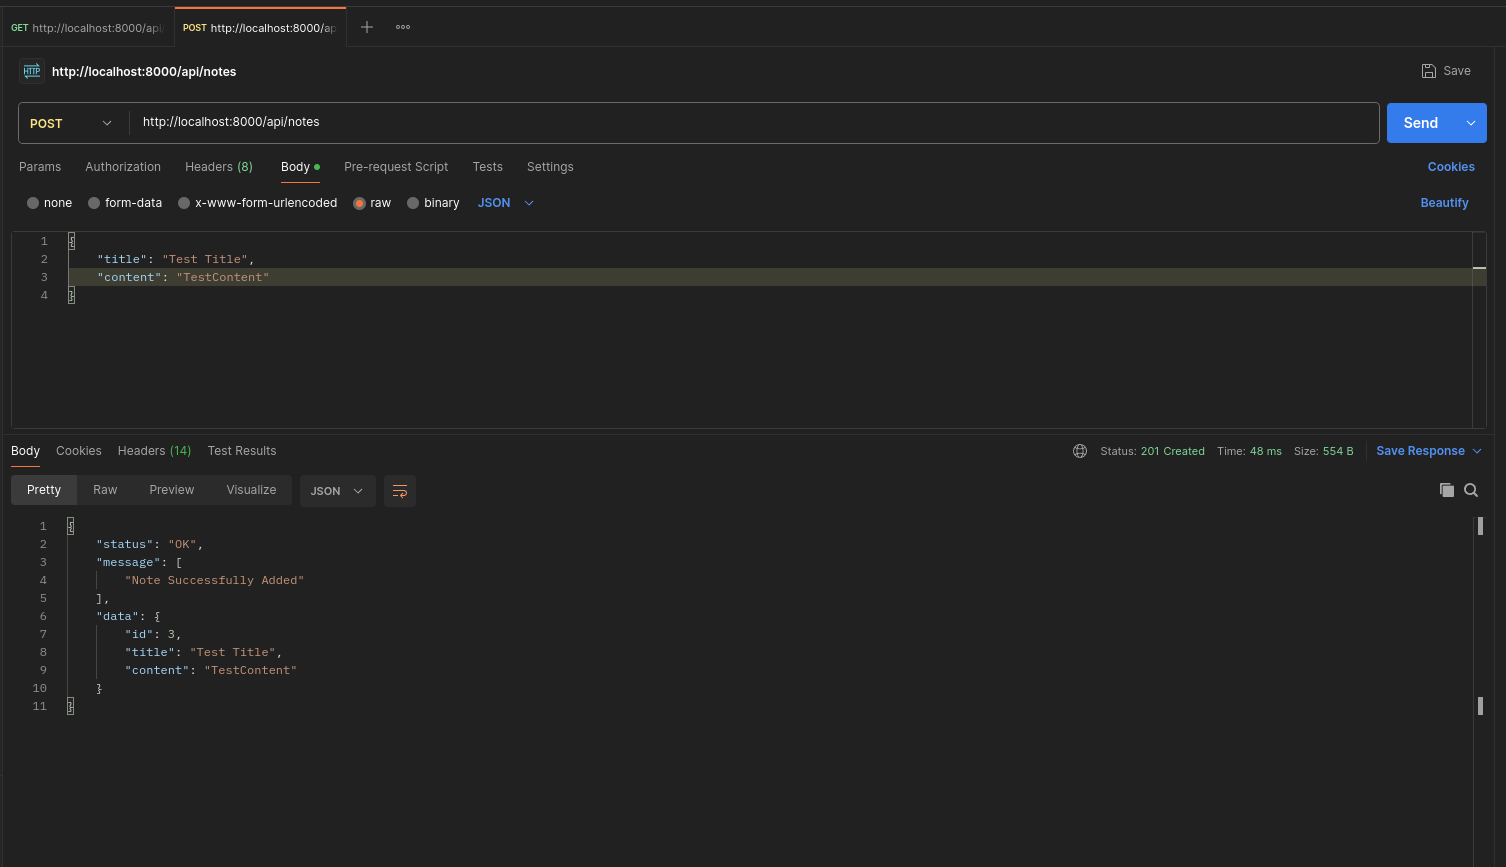 GET http://localhost:8000/api
POST http://localhost:8000/ap
HTTP http://localhost:8000/api/notes
Save
POST http://localhost:8000/api/notes
Send
Params Authorization Headers (8) Body Pre-request Script Tests Settings Cookies
none form-data x-www-form-urlencoded raw binary JSON Beautify
1 {
2 "title": "Test Title",
3 "content": "TestContent"
4 }
Body Cookies Headers (14) Test Results Status: 201 Created Time: 48 ms Size: 554 B Save Response
Pretty Raw Preview Visualize JSON
1 {
2 "status": "OK",
3 "message": [
4 "Note Successfully Added"
5 ],
6 "data": {
7 "id": 3,
8 "title": "Test Title",
9 "content": "TestContent"
10 }
11 }